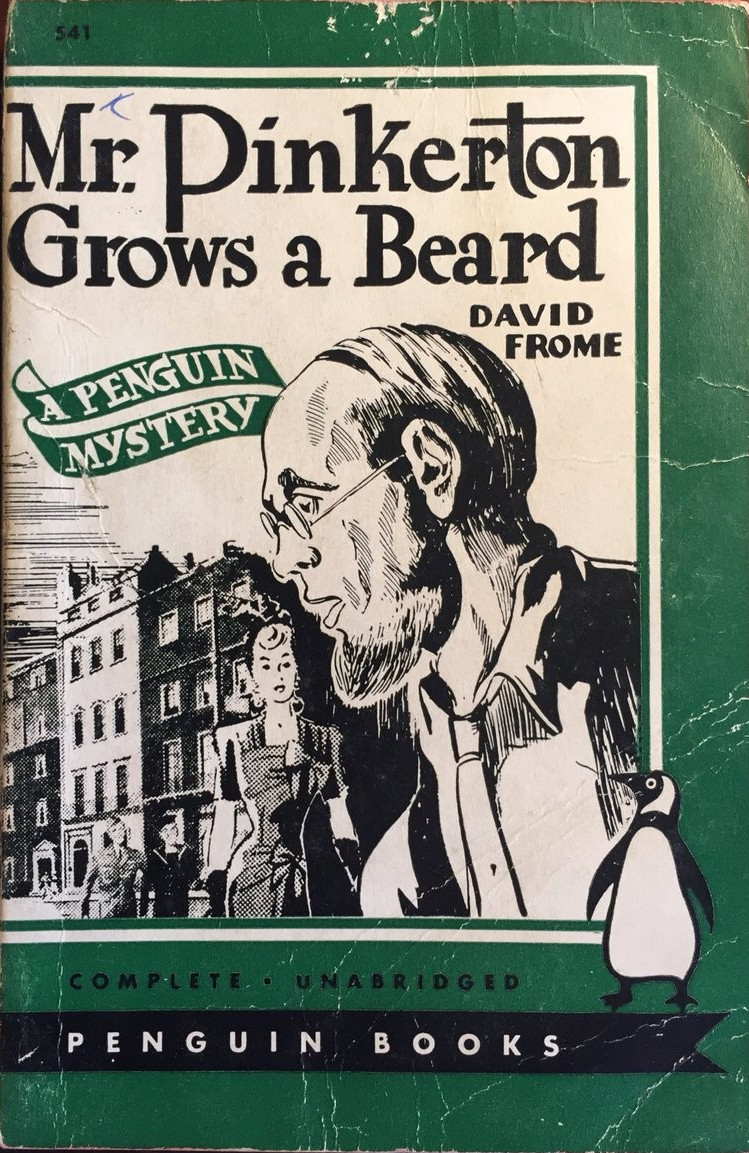 541
Mr. Pinkerton
Grows a Beard
DAVID
FROME
A PENGUIN
MYSTERY
COMPLETE • UNABRIDGED
PENGUIN BOOKS